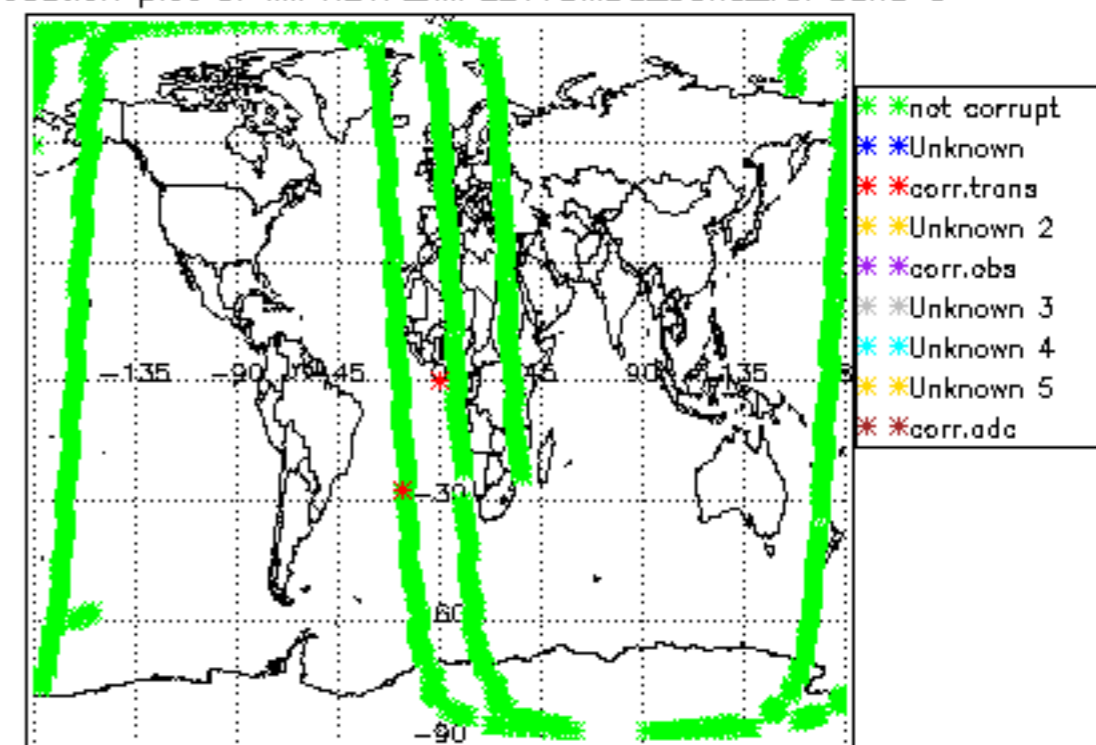 not corrupt
Unknown
corr.trans
Unknown 2
corr.obs
Unknown 3
Unknown 4
Unknown 5
corr.adc
-135 -90 45 45 90 135
-30
60
-90